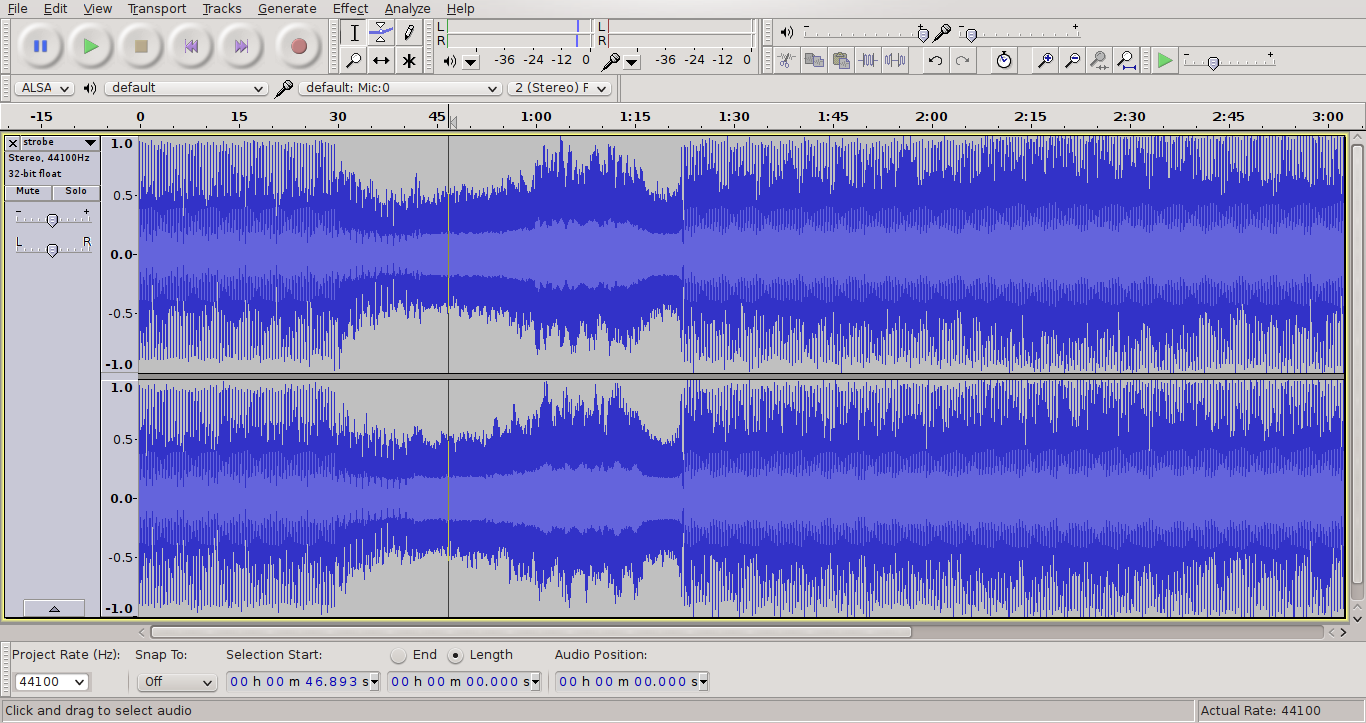 File Edit View Transport Tracks Generate Effect Analyze Help
L
R
-36 -24 -12 0
L
R
-36 -24 -12 0
- +
- +
- +
ALSA default default: Mic:0 2 (Stereo) F
-15 0 15 30 45 1:00 1:15 1:30 1:45 2:00 2:15 2:30 2:45 3:00
strobe
Stereo, 44100Hz
32-bit float
Mute Solo
- +
L R
1.0
0.5-
0.0-
-0.5-
-1.0
1.0
0.5-
0.0-
-0.5-
-1.0
Project Rate (Hz): Snap To: Selection Start: End Length Audio Position:
44100 Off 00 h 00 m 46.893 s 00 h 00 m 00.000 s 00 h 00 m 00.000 s
Click and drag to select audio Actual Rate: 44100